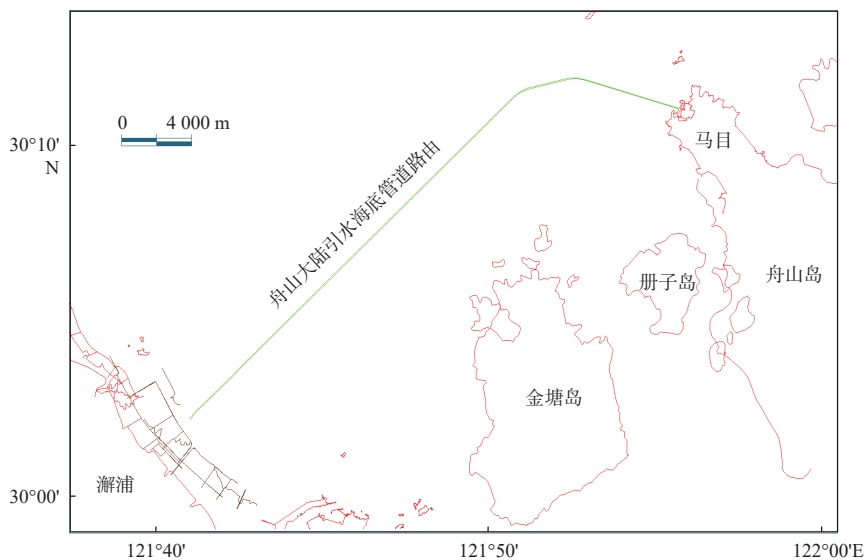 0 4 000 m
30°10'
N
马目
舟山大陆引水海底管道路由
册子岛
舟山岛
金塘岛
澥浦
30°00'
121°40'
121°50'
122°00'E